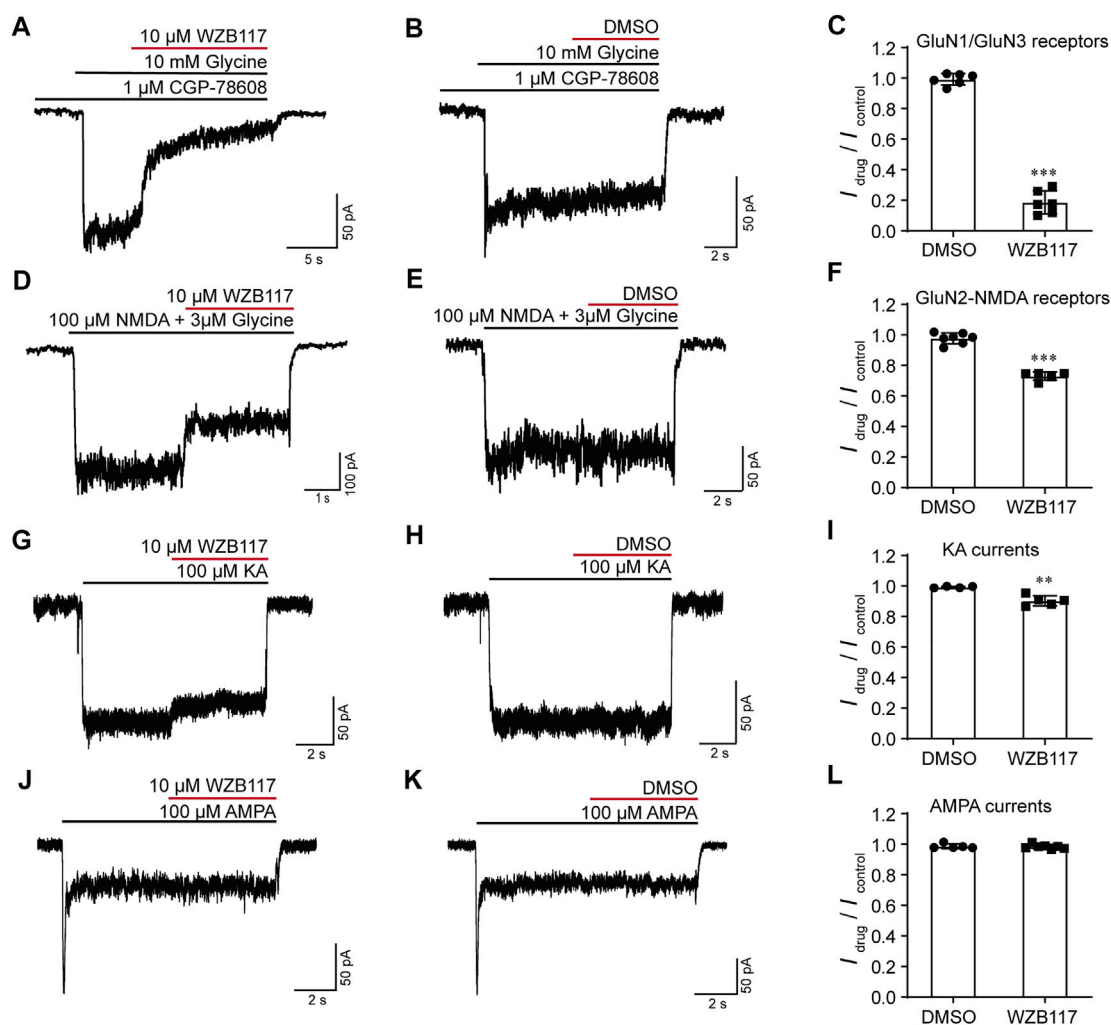 A
10 µM WZB117
10 mM Glycine
1 µM CGP-78608
50 pA
5 s
B
DMSO
10 mM Glycine
1 µM CGP-78608
50 pA
2 s
C
GluN1/GluN3 receptors
I drug / I control
1.2
1.0
0.8
0.6
0.4
0.2
0.0
***
DMSO WZB117
D
10 µM WZB117
100 µM NMDA + 3µM Glycine
100 pA
1 s
E
DMSO
100 µM NMDA + 3µM Glycine
50 pA
2 s
F
GluN2-NMDA receptors
I drug / I control
1.2
1.0
0.8
0.6
0.4
0.2
0.0
***
DMSO WZB117
G
10 µM WZB117
100 µM KA
50 pA
2 s
H
DMSO
100 µM KA
50 pA
2 s
I
KA currents
I drug / I control
1.2
1.0
0.8
0.6
0.4
0.2
0.0
**
DMSO WZB117
J
10 µM WZB117
100 µM AMPA
50 pA
2 s
K
DMSO
100 µM AMPA
50 pA
2 s
L
AMPA currents
I drug / I control
1.2
1.0
0.8
0.6
0.4
0.2
0.0
DMSO WZB117